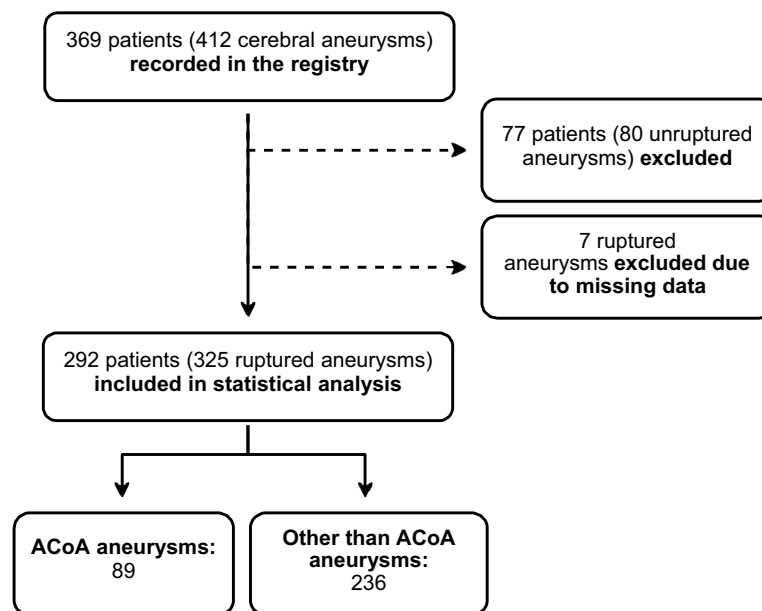 369 patients (412 cerebral aneurysms)
recorded in the registry
77 patients (80 unruptured
aneurysms) excluded
7 ruptured
aneurysms excluded due
to missing data
292 patients (325 ruptured aneurysms)
included in statistical analysis
ACoA aneurysms:
89
Other than ACoA
aneurysms:
236